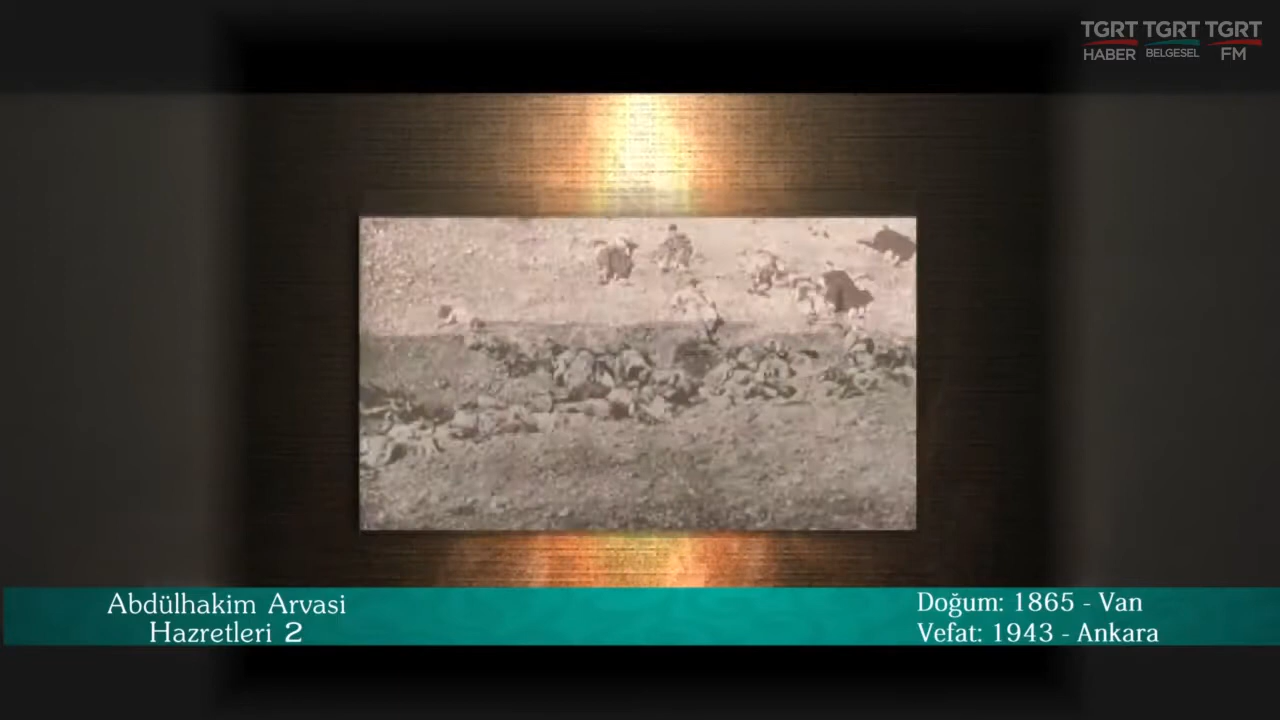 TGRT TGRT TGRT
HABER BELGESEL FM
Abdülhakim Arvasi
Hazretleri 2
Doğum: 1865 - Van
Vefat: 1943 - Ankara